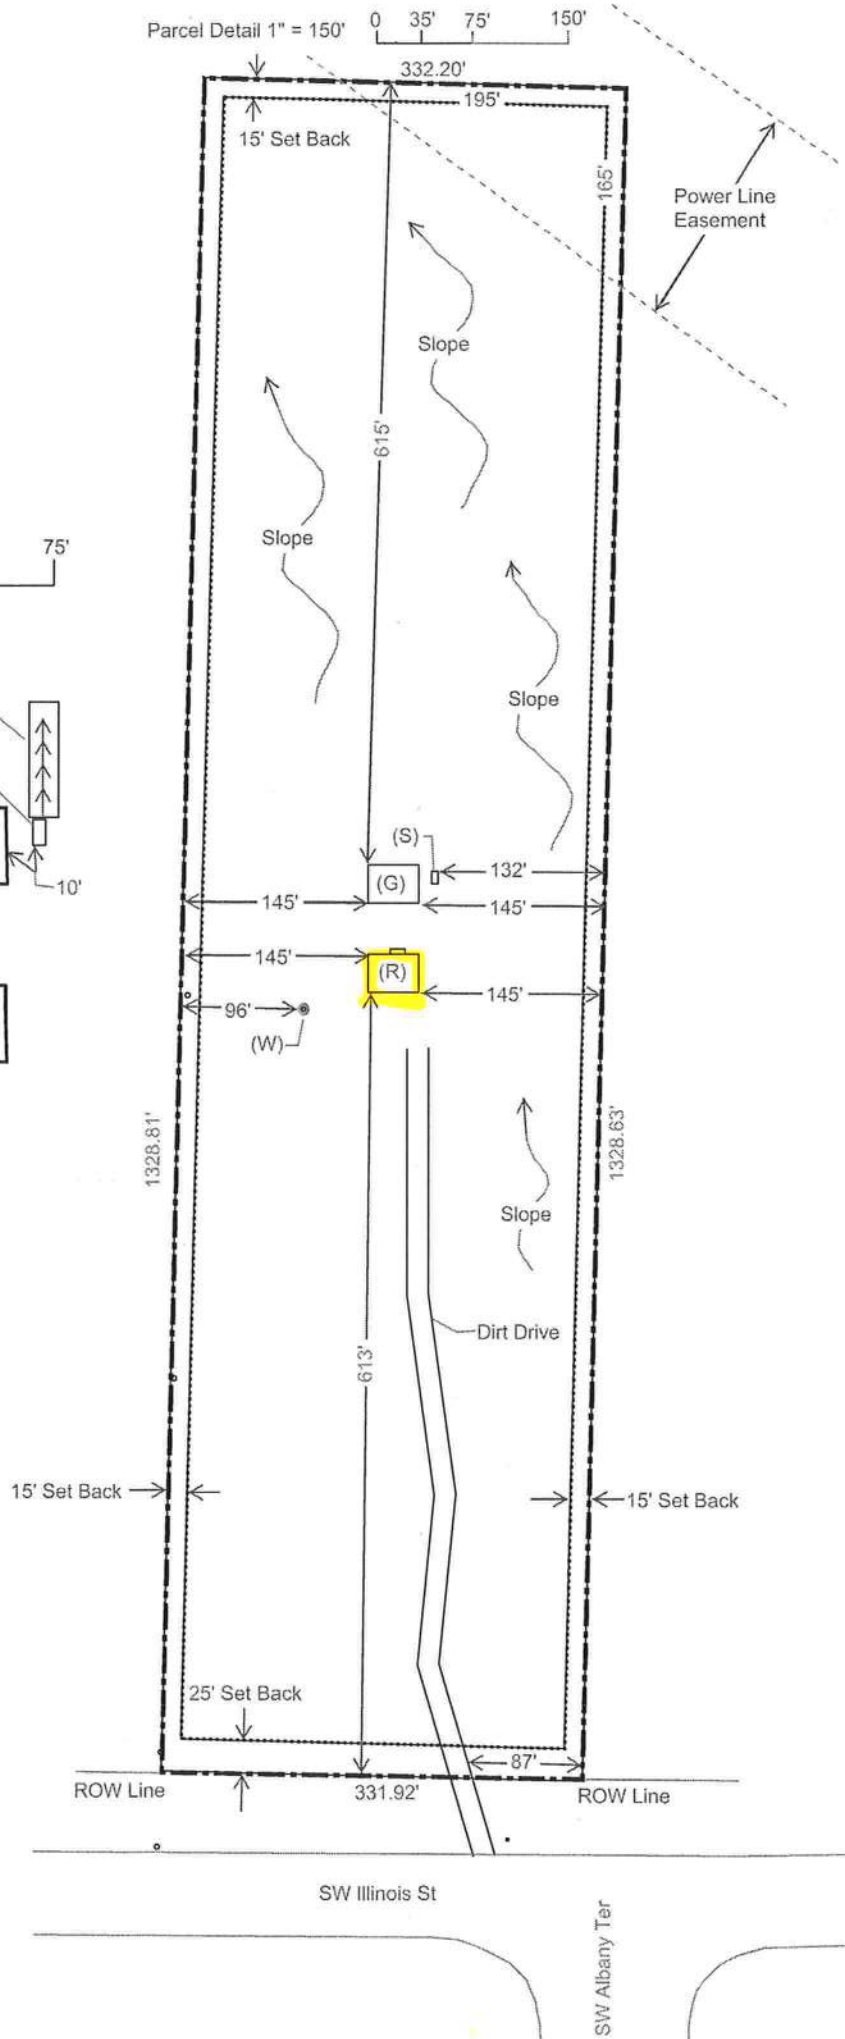 Parcel Detail 1" = 150'
0 35' 75' 150'
332.20'
195'
15' Set Back
165'
Power Line
Easement
Slope
615'
Slope
75'
Slope
(S)
132'
(G)
10'
145'
145'
145'
(R)
145'
96'
(W)
1328.81'
1328.63'
Slope
Dirt Drive
613'
15' Set Back
15' Set Back
25' Set Back
87'
ROW Line
331.92'
ROW Line
SW Illinois St
SW Albany Ter